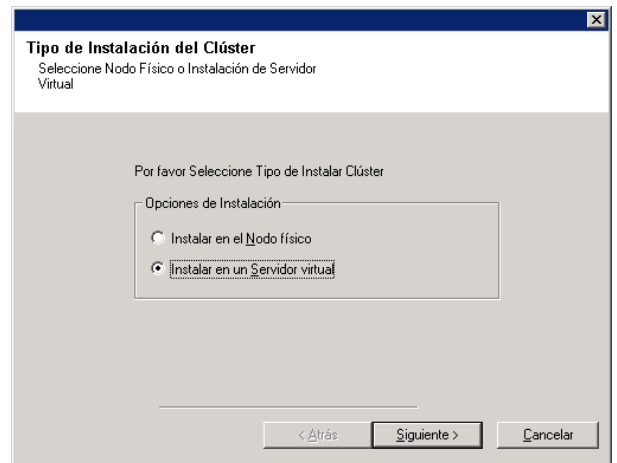 Tipo de Instalación del Clúster
Seleccione Nodo Físico o Instalación de Servidor
Virtual
Por favor Seleccione Tipo de Instalar Clúster
Opciones de Instalación
Instalar en el Nodo físico
Instalar en un Servidor virtual
< Atrás
Siguiente >
Cancelar